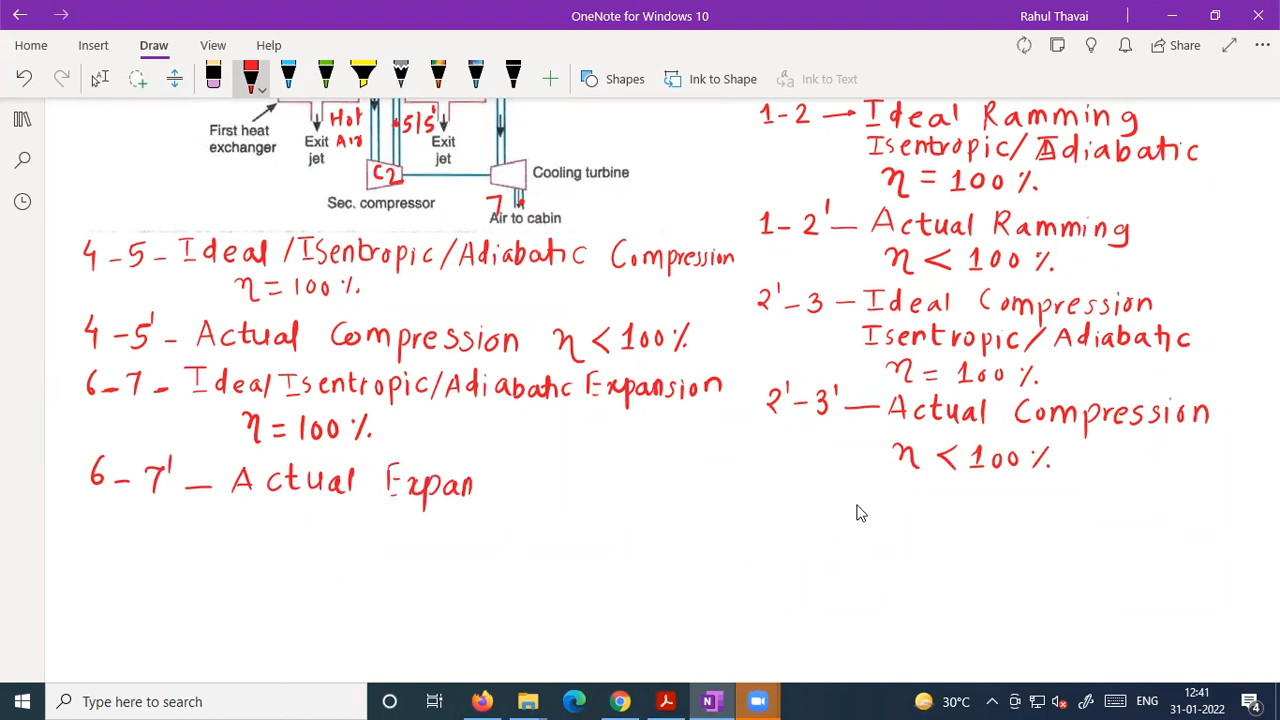 OneNote for Windows 10
Rahul Thavai
Home Insert Draw View Help
Share
Shapes
Ink to Shape
Ink to Text
First heat
exchanger
Hot
Air
Exit
jet
5/5'
Exit
jet
C2
Cooling turbine
Sec. compressor
7
Air to cabin
4-5- Ideal /Isentropic/Adiabatic Compression
η = 100 %.
4-5'- Actual Compression η < 100 %
6-7- Ideal Isentropic/Adiabatic Expansion
η = 100 %.
6-7' — Actual Expan
1-2 → Ideal Ramming
Isentropic/Adiabatic
η = 100 %.
1-2' — Actual Ramming
η < 100 %.
2'-3 — Ideal Compression
Isentropic/Adiabatic
η = 100 %.
2'-3' — Actual Compression
η < 100 %.
Type here to search
30°C
ENG
12:41
31-01-2022
4